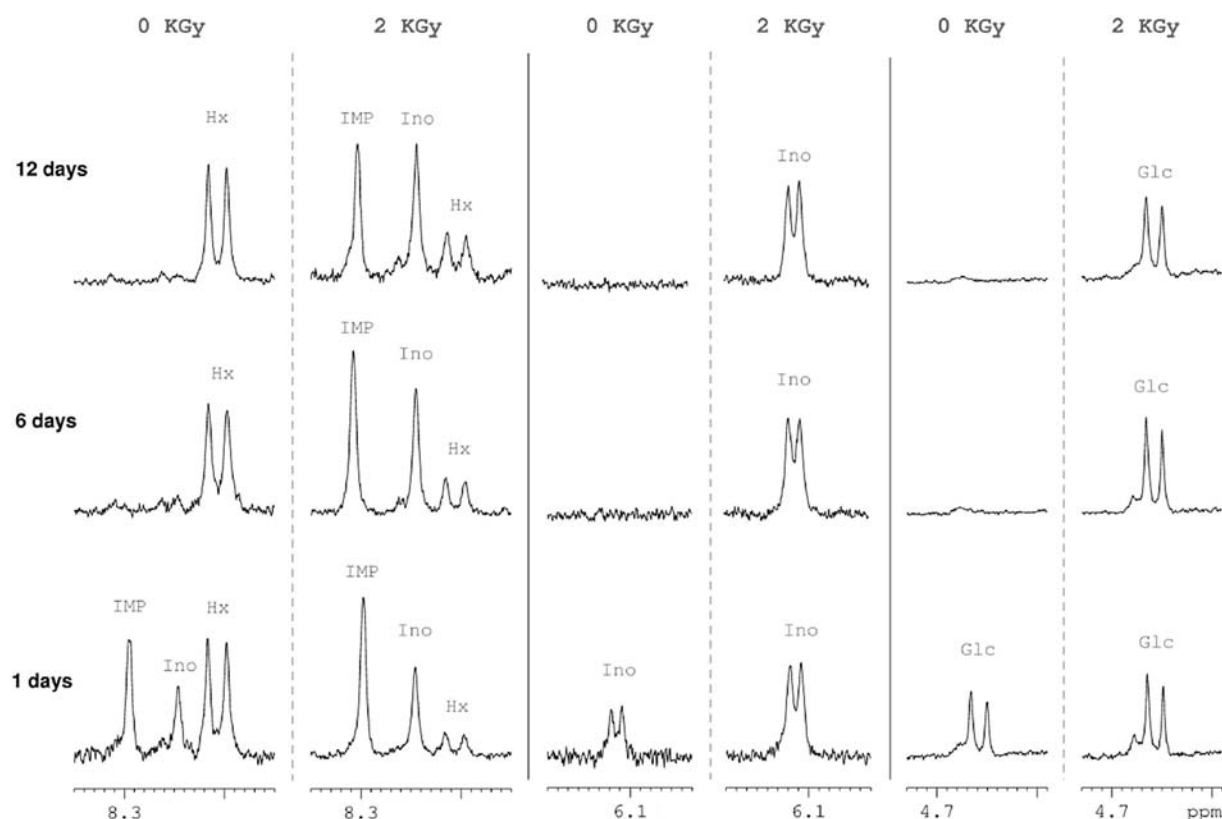 0 KGy 2 KGy 0 KGy 2 KGy 0 KGy 2 KGy
Hx IMP Ino Hx Ino Glc
12 days
IMP Ino Hx Hx Ino Glc
6 days
IMP Ino Hx IMP Ino Hx Ino Ino Glc Glc
1 days
8.3 8.3 6.1 6.1 4.7 4.7 ppm